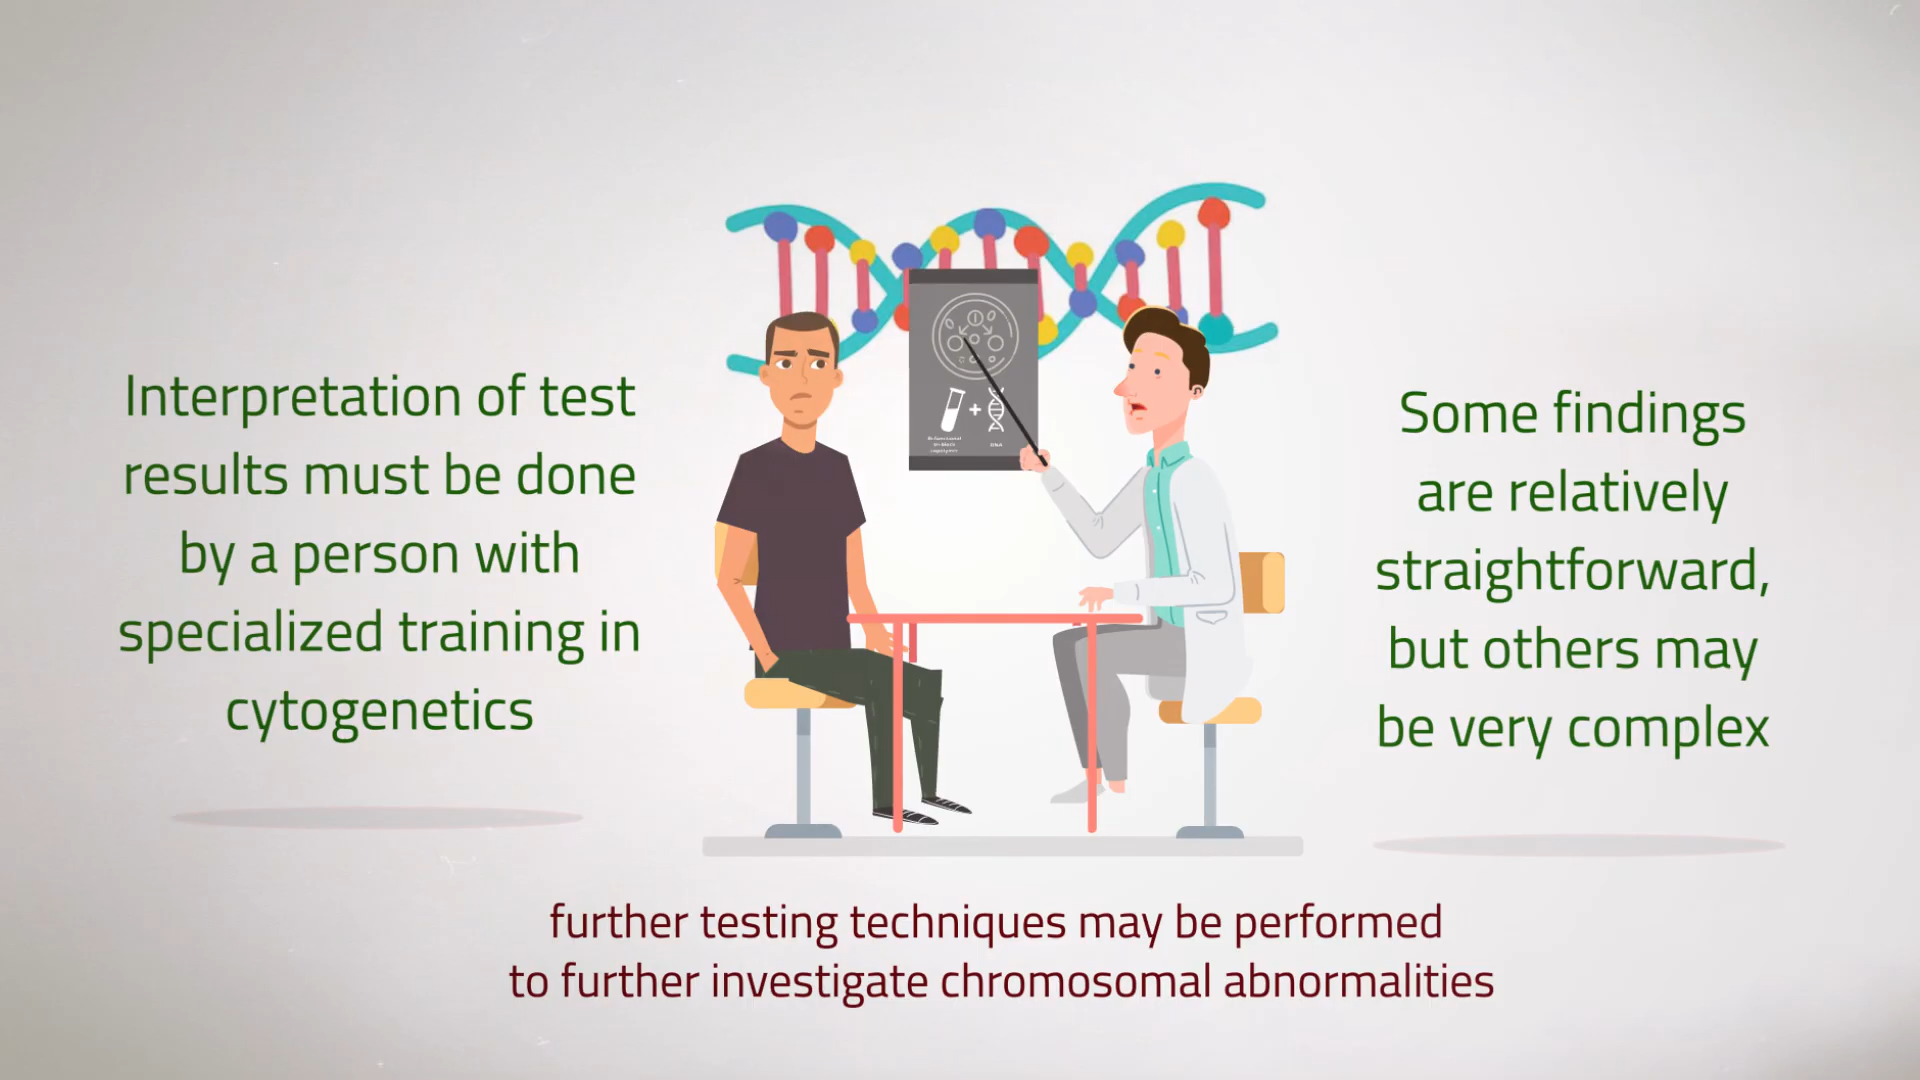 Interpretation of test
results must be done
by a person with
specialized training in
cytogenetics
Some findings
are relatively
straightforward,
but others may
be very complex
+
DNA
further testing techniques may be performed
to further investigate chromosomal abnormalities